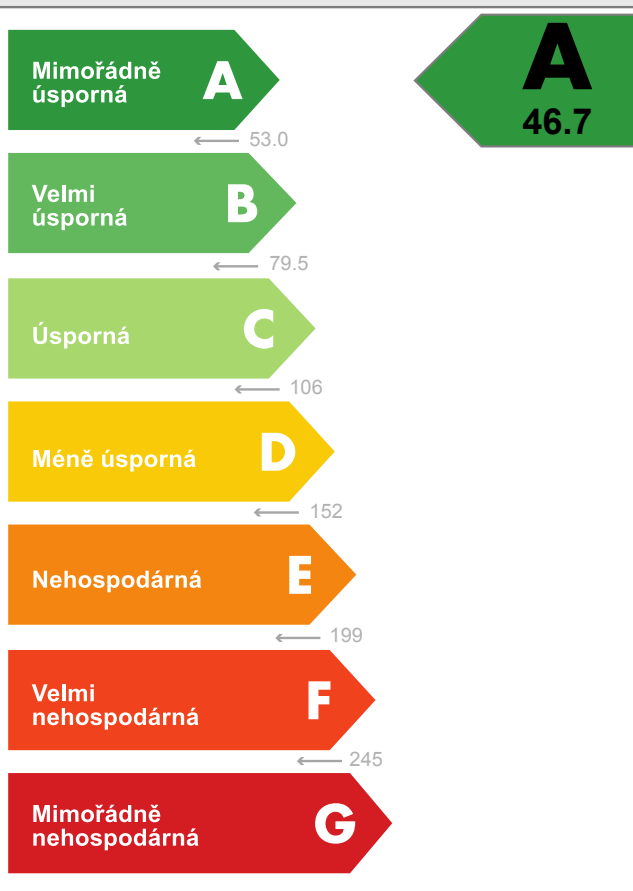 Mimořádně
úsporná
A
A
46.7
← 53.0
Velmi
úsporná
B
← 79.5
Úsporná
C
← 106
Méně úsporná
D
← 152
Nehospodárná
E
← 199
Velmi
nehospodárná
F
← 245
Mimořádně
nehospodárná
G